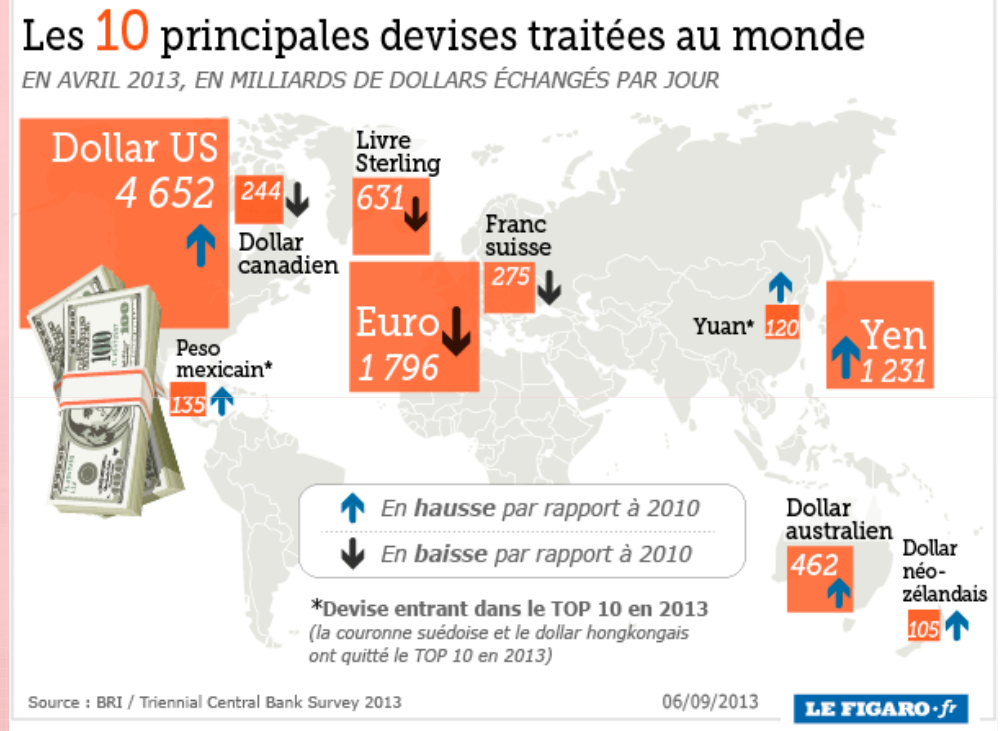 Les 10 principales devises traitées au monde
EN AVRIL 2013, EN MILLIARDS DE DOLLARS ÉCHANGÉS PAR JOUR
Dollar US
4 652
244
Dollar
canadien
Livre
Sterling
631
Franc
suisse
275
Euro
1 796
Yuan*
120
Yen
1 231
Peso
mexicain*
135
100
100
En hausse par rapport à 2010
En baisse par rapport à 2010
Dollar
australien
462
Dollar
néo-
zélandais
105
*Devise entrant dans le TOP 10 en 2013
(la couronne suédoise et le dollar hongkongais
ont quitté le TOP 10 en 2013)
Source : BRI / Triennial Central Bank Survey 2013
06/09/2013
LE FIGARO·fr